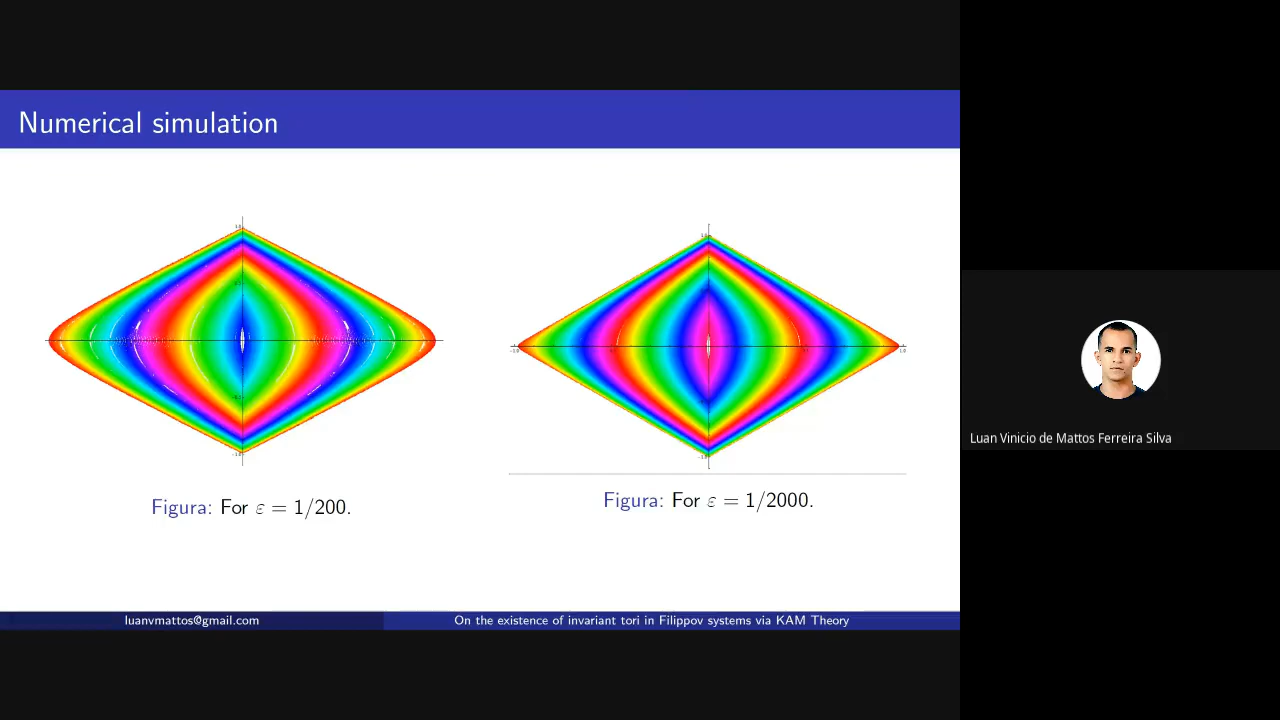 Numerical simulation
Figura: For ε = 1/200.
Figura: For ε = 1/2000.
Luan Vinicio de Mattos Ferreira Silva
luanvmattos@gmail.com
On the existence of invariant tori in Filippov systems via KAM Theory